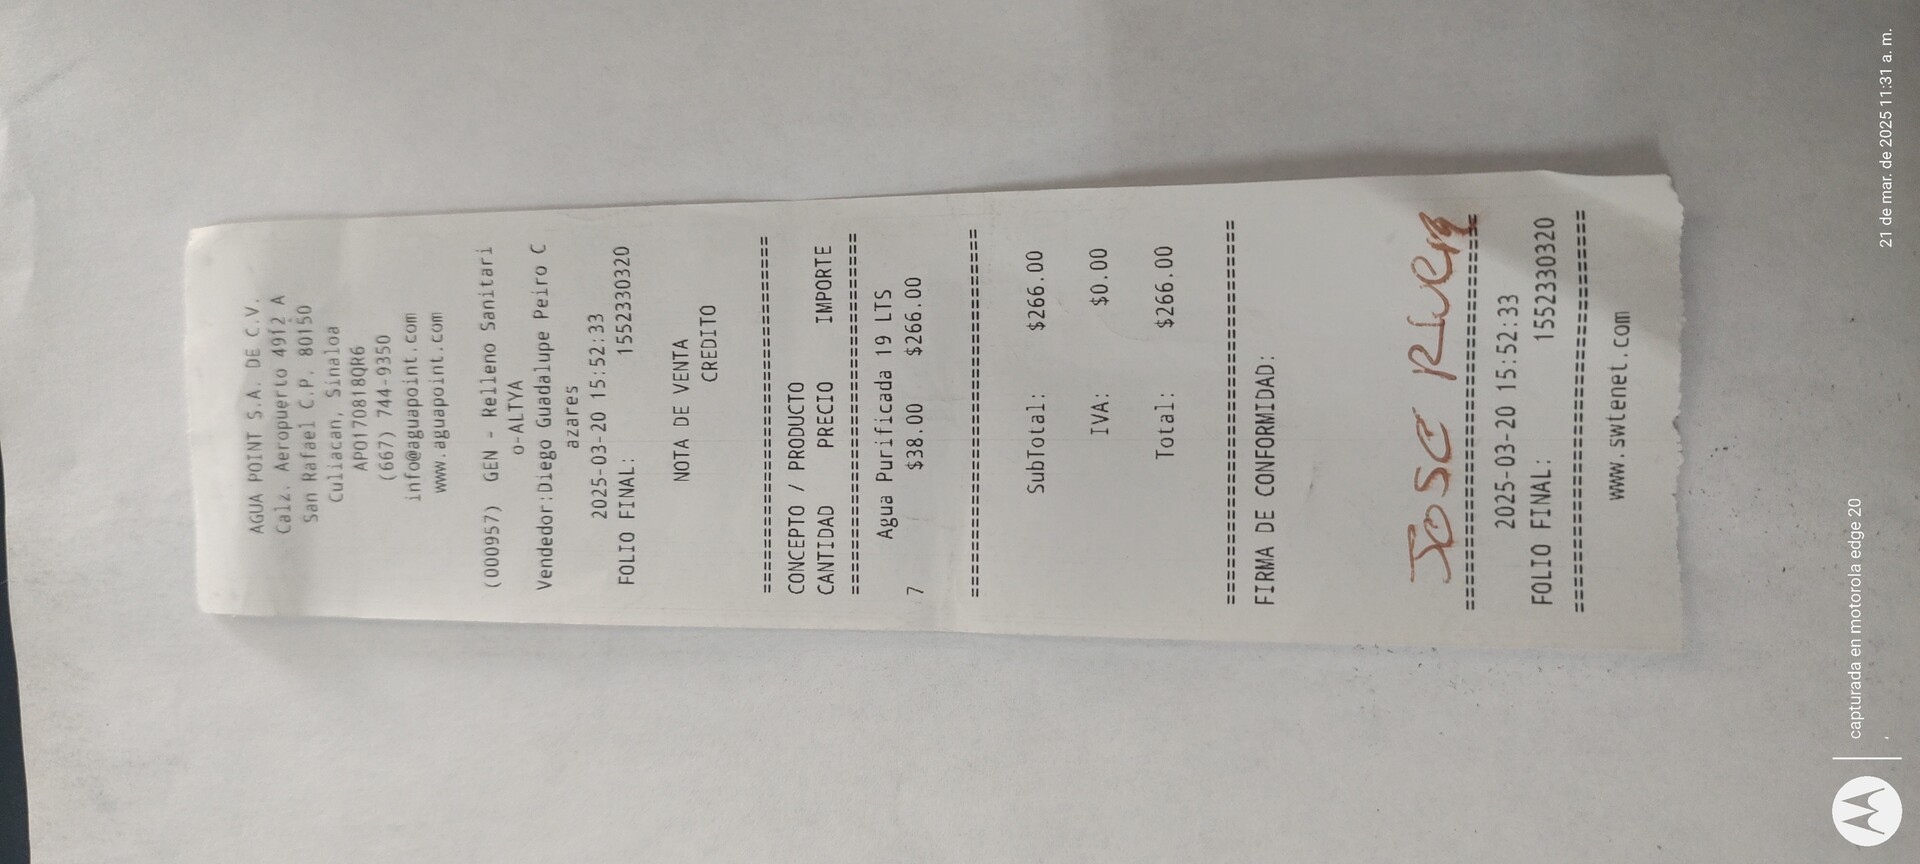 AGUA POINT S.A. DE C.V.
Calz. Aeropuerto 4912 A
San Rafael C.P. 80150
Culiacan, Sinaloa
APO170818QR6
(667) 744-9350
info@aguapoint.com
www.aguapoint.com
(000957) GEN - Relleno Sanitari
o-ALTYA
Vendedor:Diego Guadalupe Peiro C
azares
2025-03-20 15:52:33
FOLIO FINAL: 1552330320
NOTA DE VENTA
CREDITO
================================
CONCEPTO / PRODUCTO
CANTIDAD PRECIO IMPORTE
================================
Agua Purificada 19 LTS
7 $38.00 $266.00
================================
SubTotal: $266.00
IVA: $0.00
Total: $266.00
================================
FIRMA DE CONFORMIDAD:
Jose Rivera
================================
2025-03-20 15:52:33
FOLIO FINAL: 1552330320
================================
www.swtenet.com
capturada en motorola edge 20
21 de mar. de 2025 11:31 a. m.